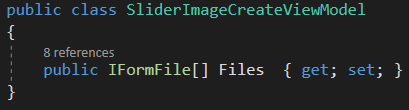 public class SliderImageCreateViewModel
{
8 references
public IFormFile[] Files  { get; set; }
}